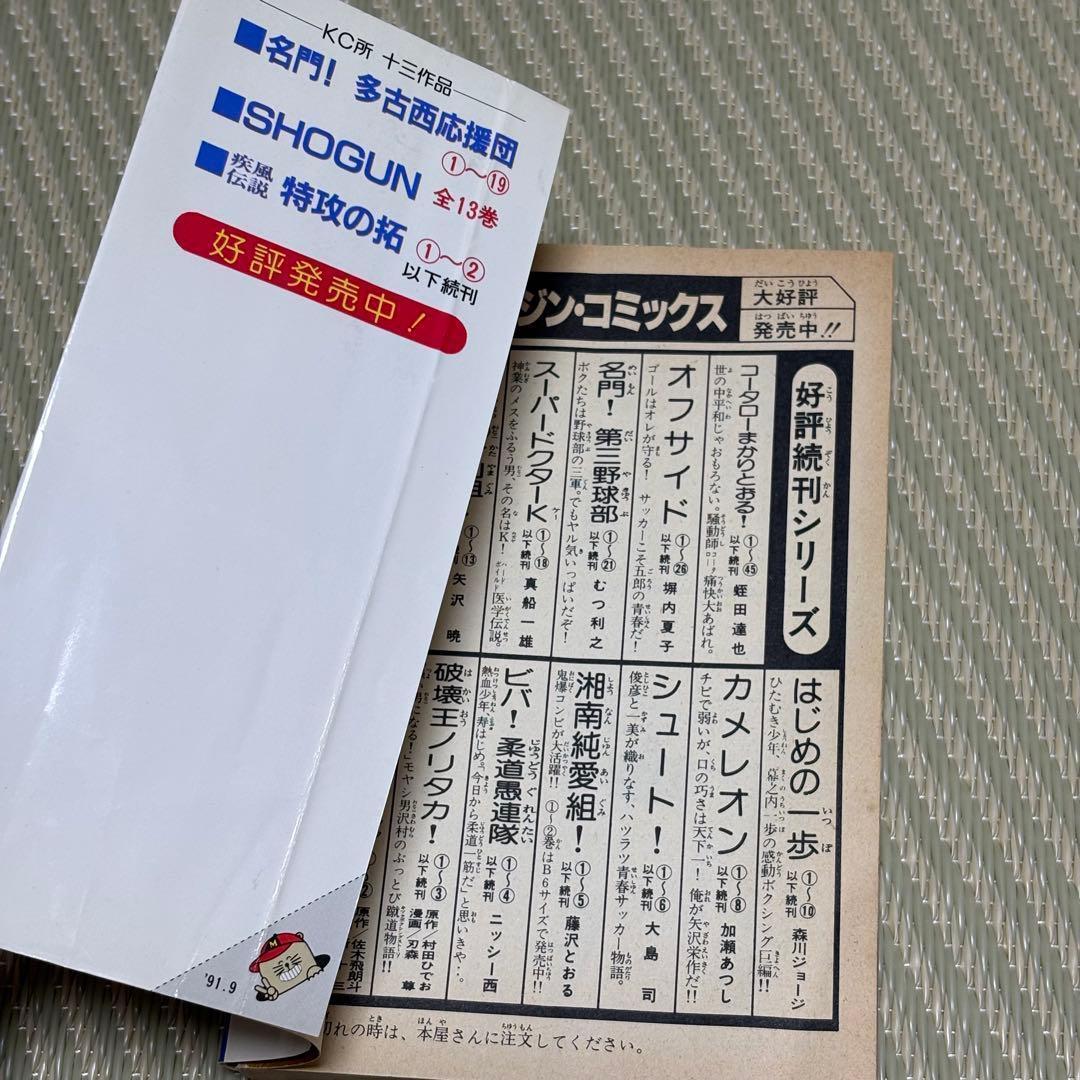 KC所 十三作品
■名門！ 多古西応援団
①〜⑲
■SHOGUN
全13巻
■疾風伝説 特攻の拓
①〜②
以下続刊
好評発売中！
'91.9
M
ジン・コミックス
だいこうひょう
大好評
はつばいちゅう
発売中!!
好評続刊シリーズ
コータローまかりとおる！ ①〜㊺ 以下続刊 蛭田達也
世の中平和じゃおもろない。騒動師コータロー痛快大あばれ。
オフサイド ①〜㉖ 以下続刊 塀内夏子
ゴールはオレが守る！ サッカーこそ五郎の青春だ！
名門！ 第三野球部 ①〜㉑ 以下続刊 むつ利之
ボクたちは野球部の三軍。でもヤル気いっぱいだぞ！
スーパードクターK ①〜⑱ 以下続刊 真船一雄
神業のメスをふるう男、その名はK！ ハードボイルド医学伝説。
①〜⑬
矢沢 暁
はじめの一歩 ①〜⑩ 以下続刊 森川ジョージ
ひたむき少年、幕之内一歩の感動ボクシング巨編!!
カメレオン ①〜⑧ 以下続刊 加瀬あつし
チビで弱いが、口の巧さは天下一！ 俺が矢沢栄作だ!!
シュート！ ①〜⑥ 以下続刊 大島 司
俊彦と一美が織りなす、ハツラツ青春サッカー物語。
湘南純愛組！ ①〜⑤ 以下続刊 藤沢とおる
鬼爆コンビが大活躍!! ①〜②巻はB6サイズで発売中!!
ビバ！ 柔道愚連隊 ①〜④ 以下続刊 ニッシー西
熱血少年、寿はじめ。“今日から柔道一筋だ”と思いきや…。
破壊王ノリタカ！ ①〜③ 以下続刊 原作/村田ひでお 漫画/刃森 尊
になる！」モヤシ男沢村のぶっとび蹴道物語!!
②
原作/佐木飛朗斗
切れの時は、本屋さんに注文してください。